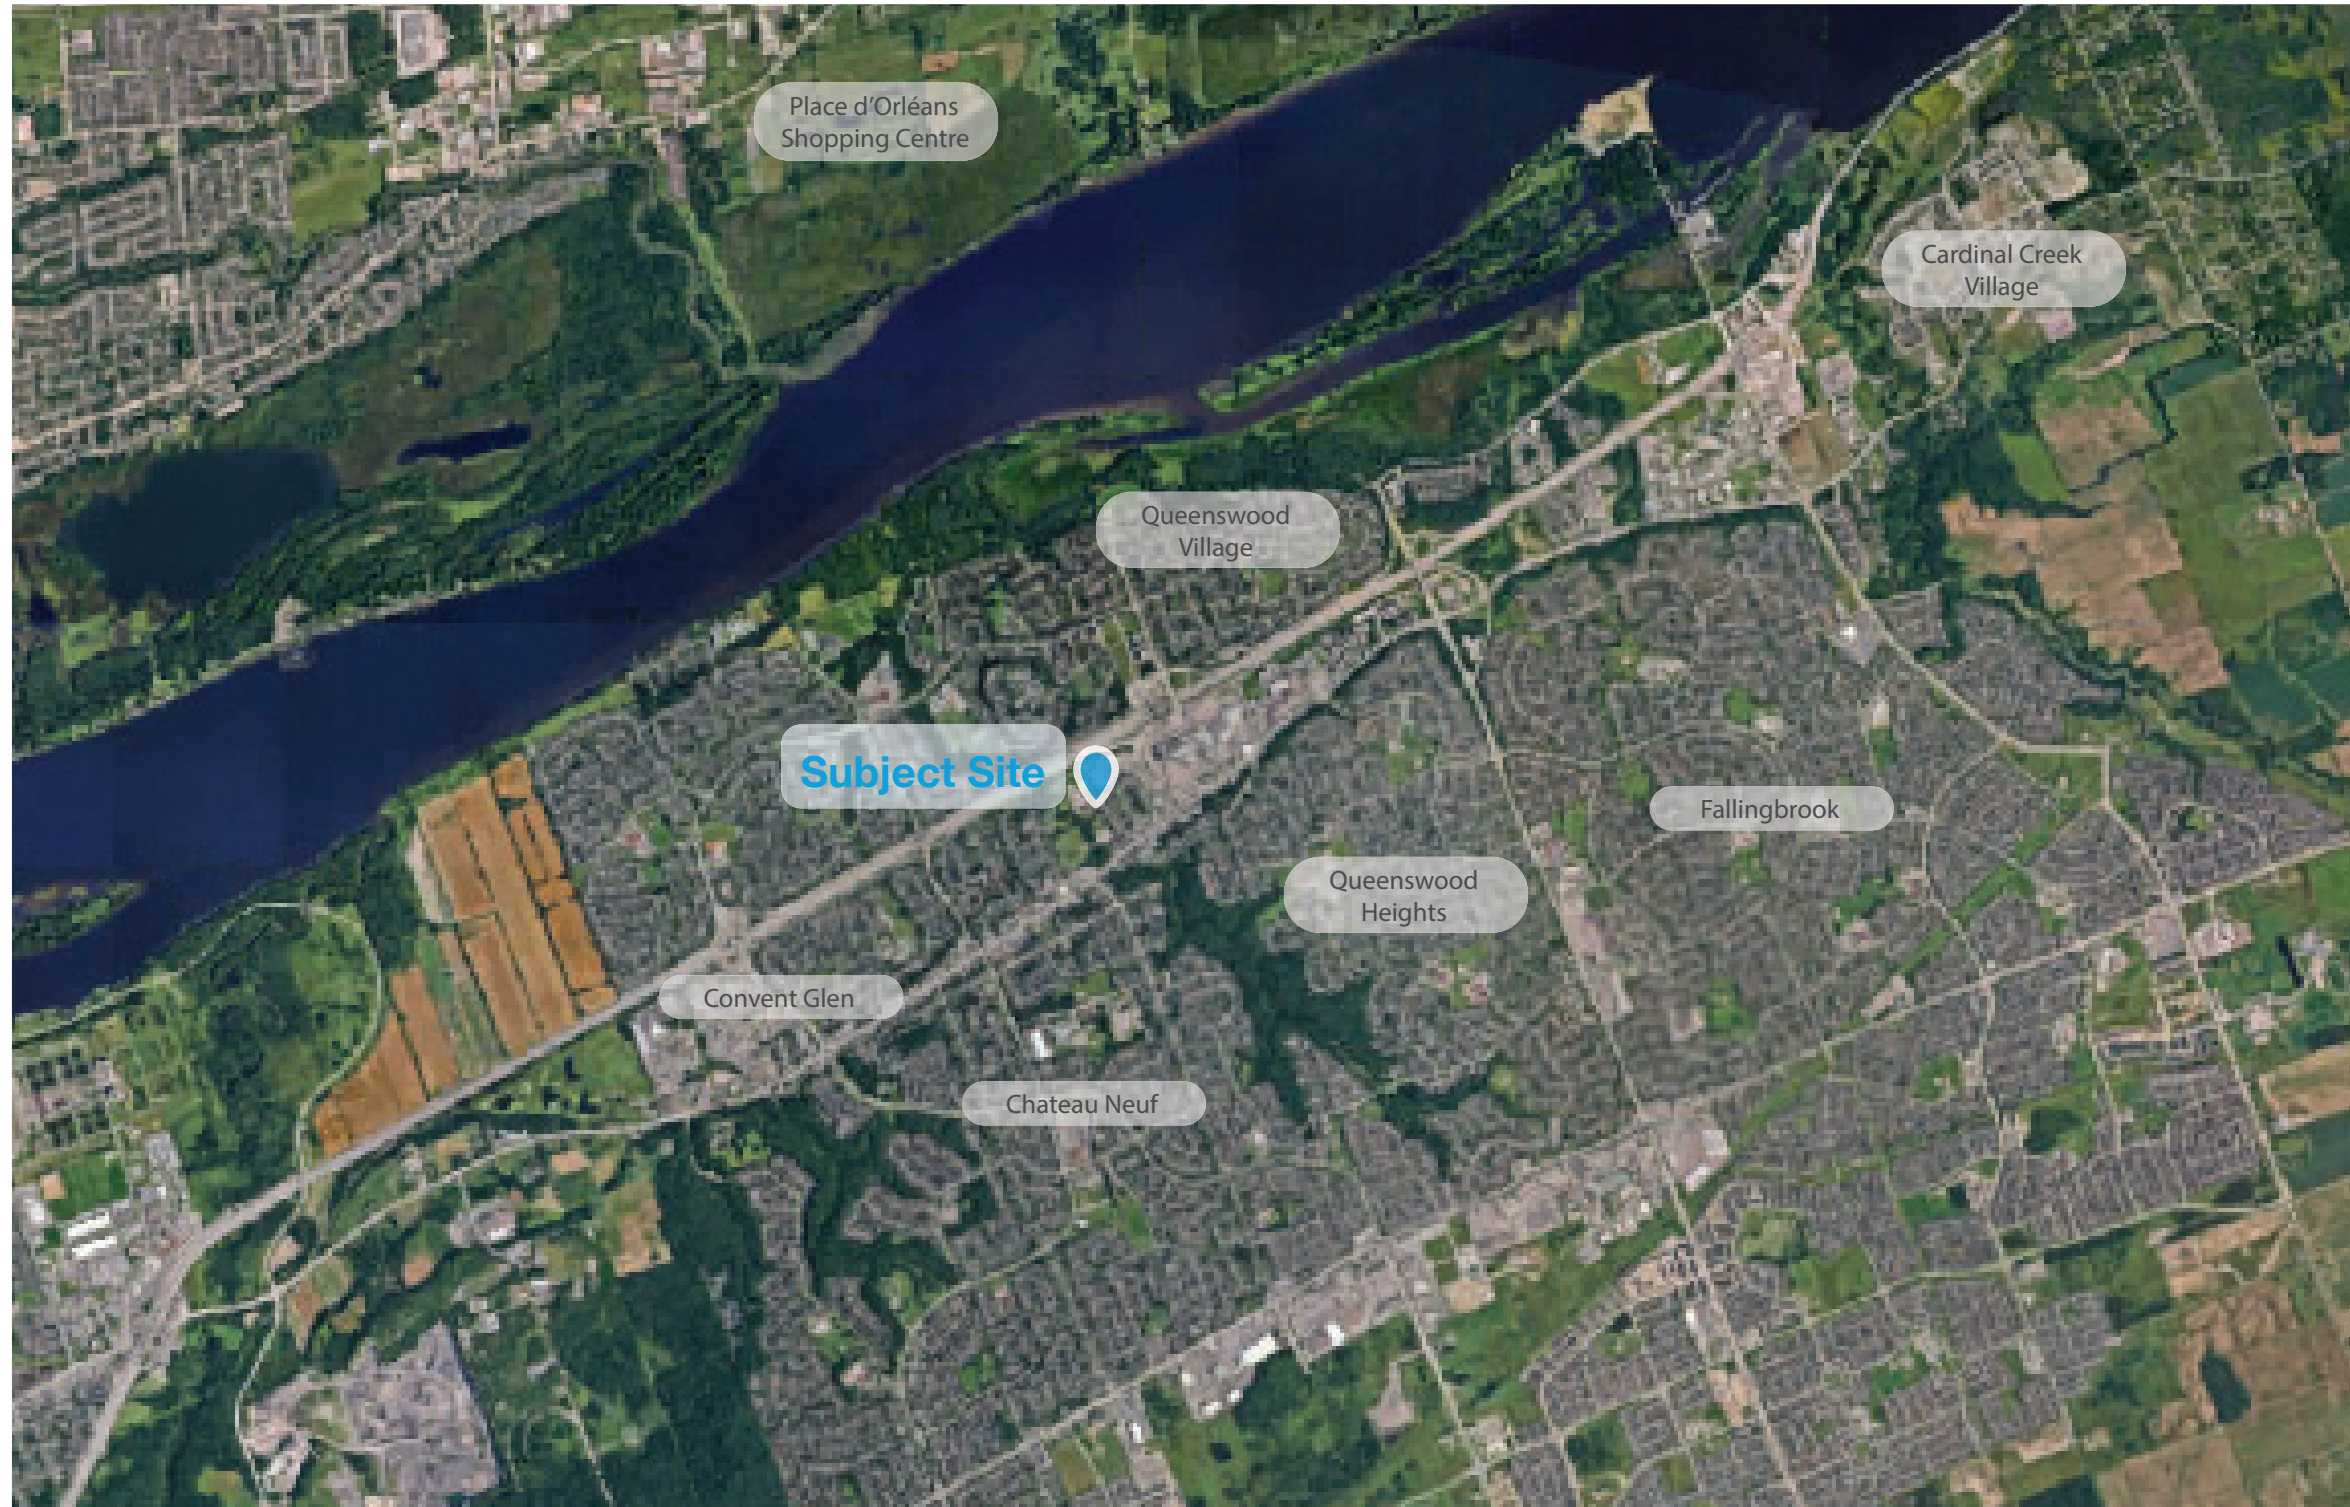 Place d’Orléans
Shopping Centre
Cardinal Creek
Village
Queenswood
Village
Subject Site
Fallingbrook
Queenswood
Heights
Convent Glen
Chateau Neuf